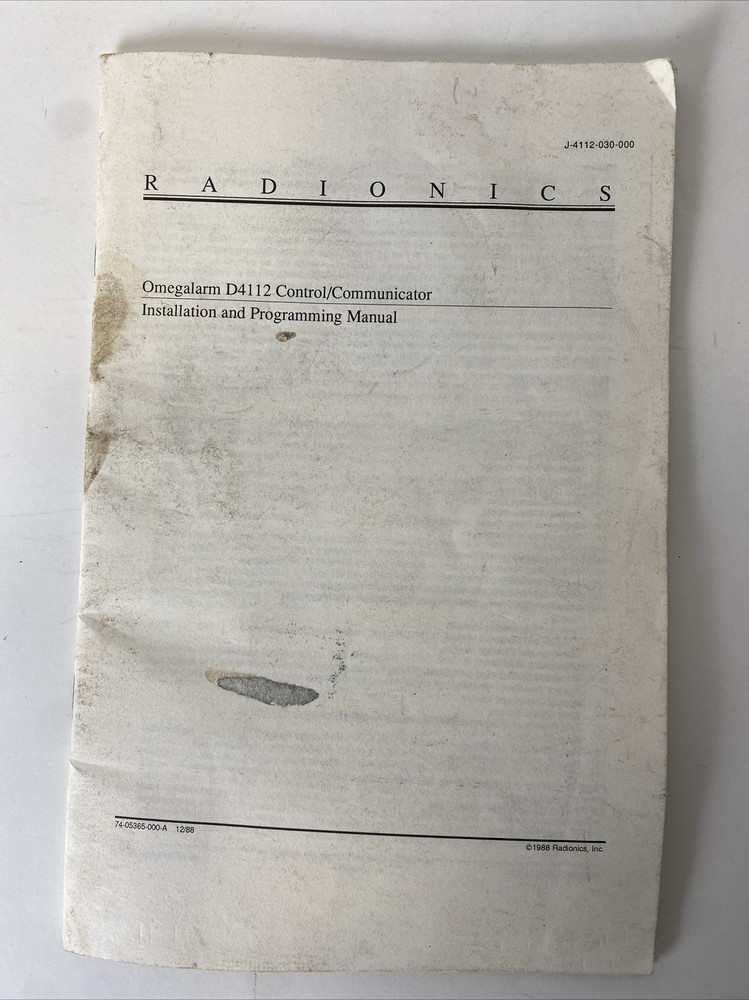 J-4112-030-000
RADIONICS
Omegalarm D4112 Control/Communicator
Installation and Programming Manual
74-05365-000-A 12/88
©1988 Radionics, Inc.